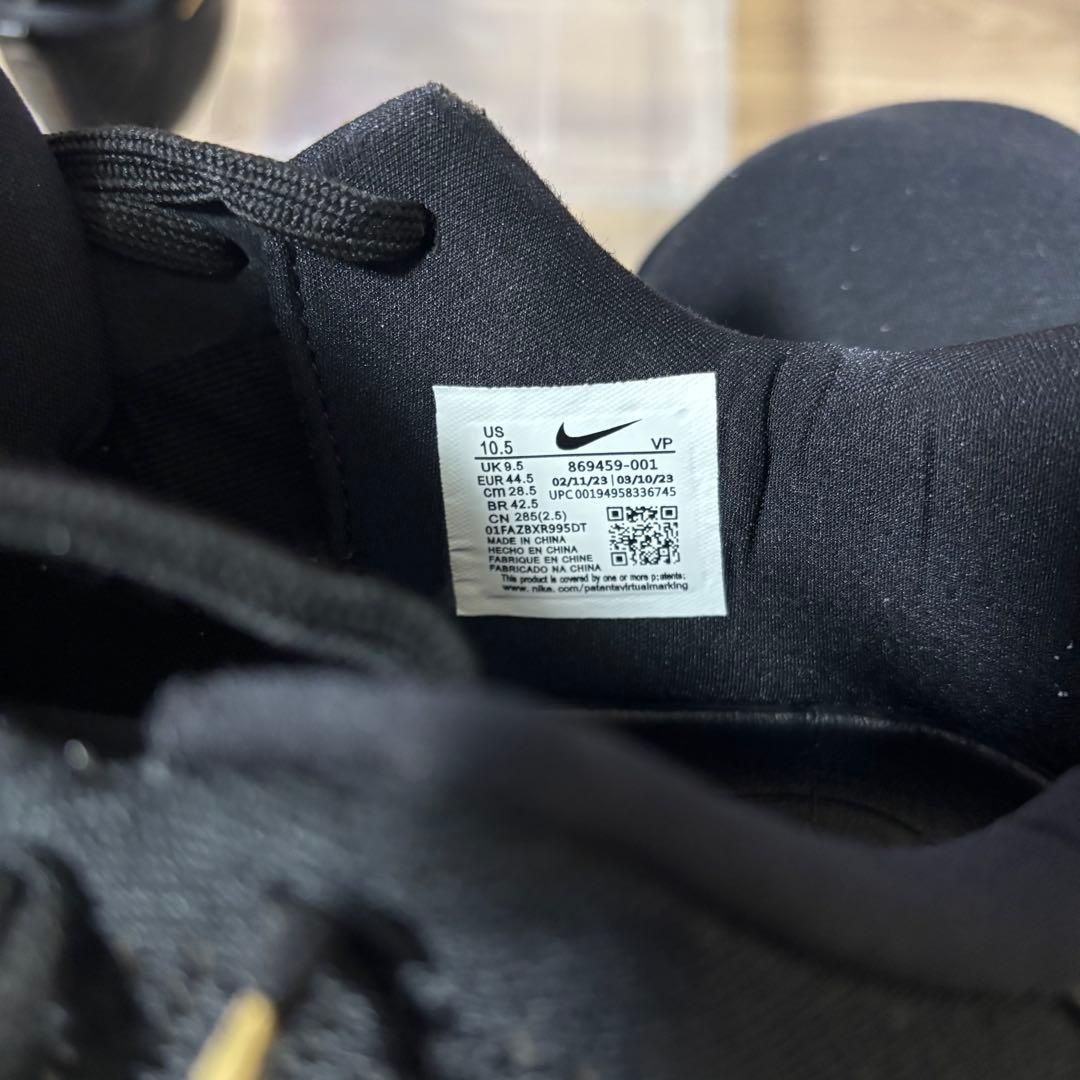 US
10.5 VP
UK 9.5 869459-001
EUR 44.5 02/11/23 | 03/10/23
cm 28.5 UPC 00194958336745
BR 42.5
CN 285(2.5)
01FAZBXR995DT
MADE IN CHINA
HECHO EN CHINA
FABRIQUE EN CHINE
FABRICADO NA CHINA
This product is covered by one or more p;atents:
www.nike.com/patentsvirtualmarking